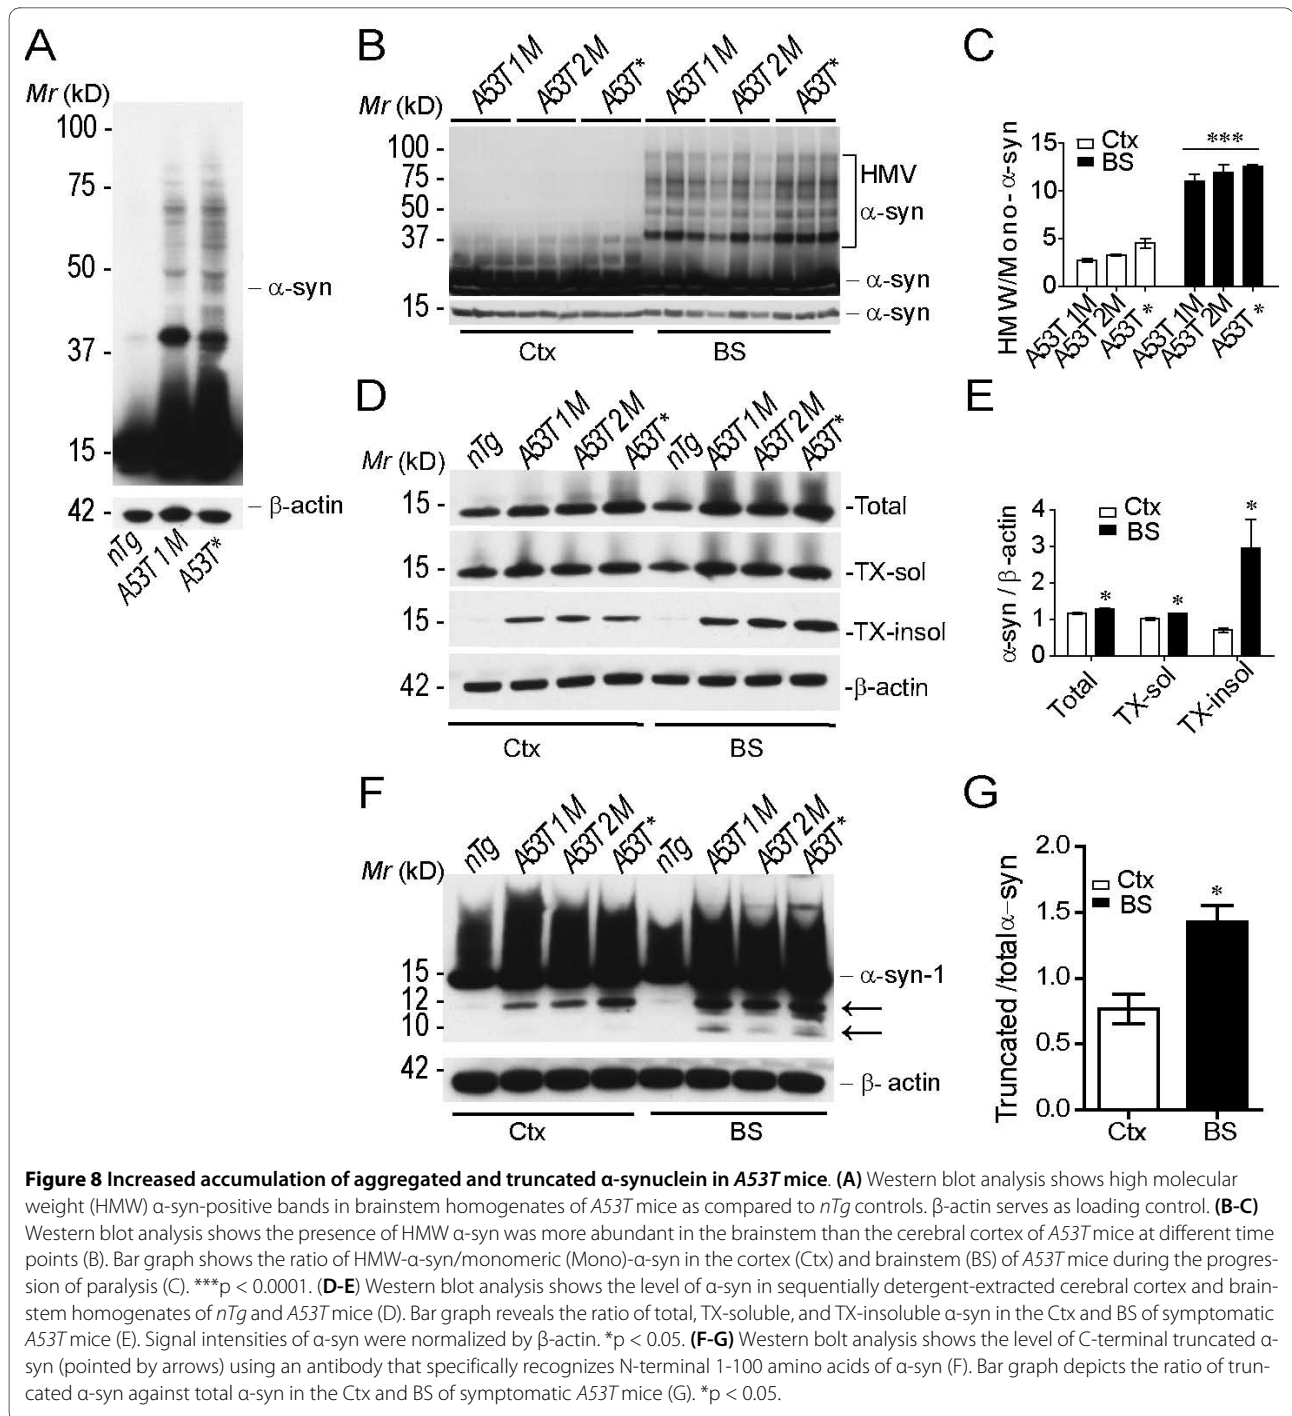 A
Mr (kD)
100 -
75 -
50 -
37 -
15 -
42 -
– α-syn
– β-actin
nTg
A53T 1M
A53T*
B
A53T 1M
A53T 2M
A53T*
A53T 1M
A53T 2M
A53T*
Mr (kD)
100 -
75 -
50 -
37 -
15 -
HMV
α-syn
– α-syn
– α-syn
Ctx
BS
C
HMW/Mono-α-syn
15
10
5
0
Ctx
BS
***
A53T 1M
A53T 2M
A53T*
A53T 1M
A53T 2M
A53T*
D
nTg
A53T 1M
A53T 2M
A53T*
nTg
A53T 1M
A53T 2M
A53T*
Mr (kD)
15 -
-Total
15 -
-TX-sol
15 -
-TX-insol
42 -
-β-actin
Ctx
BS
E
α-syn / β-actin
4
3
2
1
0
Ctx
BS
*
*
*
Total
TX-sol
TX-insol
F
nTg
A53T 1M
A53T 2M
A53T*
nTg
A53T 1M
A53T 2M
A53T*
Mr (kD)
15 -
12 -
10 -
42 -
– α-syn-1
←
←
– β- actin
Ctx
BS
G
Truncated /total α–syn
2.0
1.5
1.0
0.5
0.0
Ctx
BS
*
Ctx
BS
Figure 8 Increased accumulation of aggregated and truncated α-synuclein in A53T mice. (A) Western blot analysis shows high molecular
weight (HMW) α-syn-positive bands in brainstem homogenates of A53T mice as compared to nTg controls. β-actin serves as loading control. (B-C)
Western blot analysis shows the presence of HMW α-syn was more abundant in the brainstem than the cerebral cortex of A53T mice at different time
points (B). Bar graph shows the ratio of HMW-α-syn/monomeric (Mono)-α-syn in the cortex (Ctx) and brainstem (BS) of A53T mice during the progres-
sion of paralysis (C). ***p < 0.0001. (D-E) Western blot analysis shows the level of α-syn in sequentially detergent-extracted cerebral cortex and brain-
stem homogenates of nTg and A53T mice (D). Bar graph reveals the ratio of total, TX-soluble, and TX-insoluble α-syn in the Ctx and BS of symptomatic
A53T mice (E). Signal intensities of α-syn were normalized by β-actin. *p < 0.05. (F-G) Western bolt analysis shows the level of C-terminal truncated α-
syn (pointed by arrows) using an antibody that specifically recognizes N-terminal 1-100 amino acids of α-syn (F). Bar graph depicts the ratio of trun-
cated α-syn against total α-syn in the Ctx and BS of symptomatic A53T mice (G). *p < 0.05.